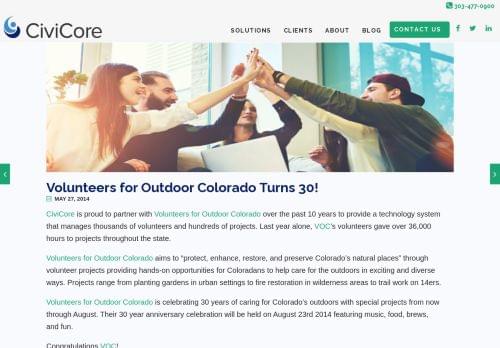 303-477-0900
CiviCore
SOLUTIONS CLIENTS ABOUT BLOG CONTACT US
Volunteers for Outdoor Colorado Turns 30!
MAY 27, 2014
CiviCore is proud to partner with Volunteers for Outdoor Colorado over the past 10 years to provide a technology system
that manages thousands of volunteers and hundreds of projects. Last year alone, VOC's volunteers gave over 36,000
hours to projects throughout the state.
Volunteers for Outdoor Colorado aims to “protect, enhance, restore, and preserve Colorado’s natural places” through
volunteer projects providing hands-on opportunities for Coloradans to help care for the outdoors in exciting and diverse
ways. Projects range from planting gardens in urban settings to fire restoration in wilderness areas to trail work on 14ers.
Volunteers for Outdoor Colorado is celebrating 30 years of caring for Colorado’s outdoors with special projects from now
through August. Their 30 year anniversary celebration will be held on August 23rd 2014 featuring music, food, brews,
and fun.
Congratulations VOC!